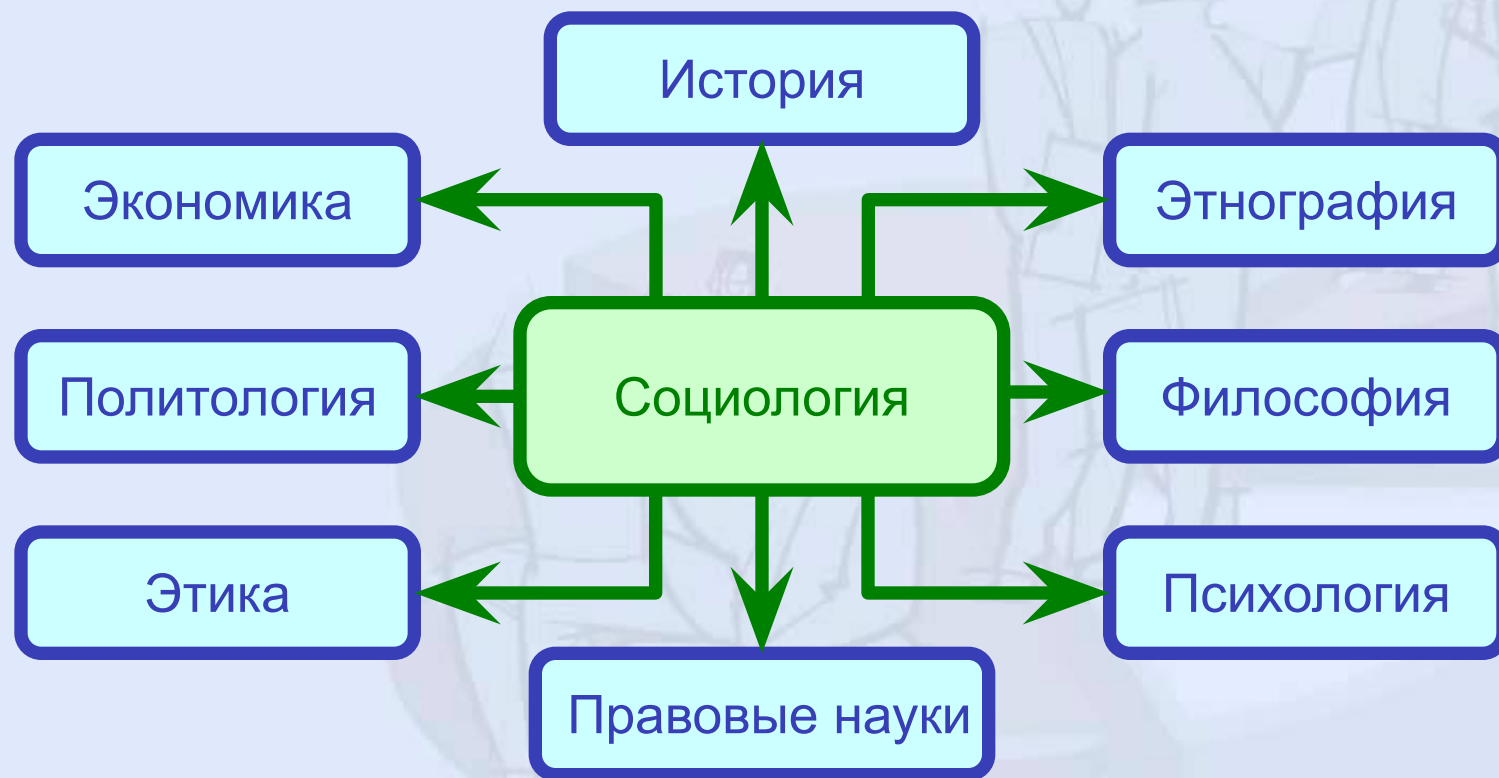 История
Экономика
Этнография
Политология
Социология
Философия
Этика
Психология
Правовые науки